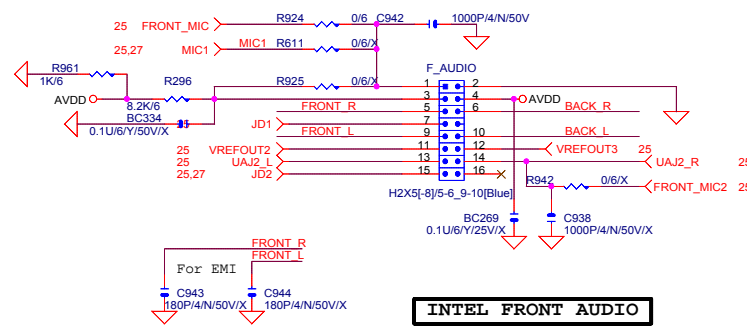 25 FRONT_MIC R924 0/6 C942 1000P/4/N/50V
25,27 MIC1 MIC1 R611 0/6/X
R961 1K/6
R925 0/6/X
F_AUDIO
AVDD R296 8.2K/6
1 2
3 4 AVDD
FRONT_R 5 6 BACK_R
BC334 0.1U/6/Y/50V/X
JD1 7
FRONT_L 9 10 BACK_L
25 VREFOUT2 11 12 VREFOUT3 25
25 UAJ2_L 13 14 UAJ2_R 25
25,27 JD2 15 16
R942 0/6/X FRONT_MIC2 25
H2X5[-8]/5-6_9-10[Blue]
BC269 0.1U/6/Y/25V/X
C938 1000P/4/N/50V/X
FRONT_R
FRONT_L
For EMI
C943 180P/4/N/50V/X
C944 180P/4/N/50V/X
INTEL FRONT AUDIO